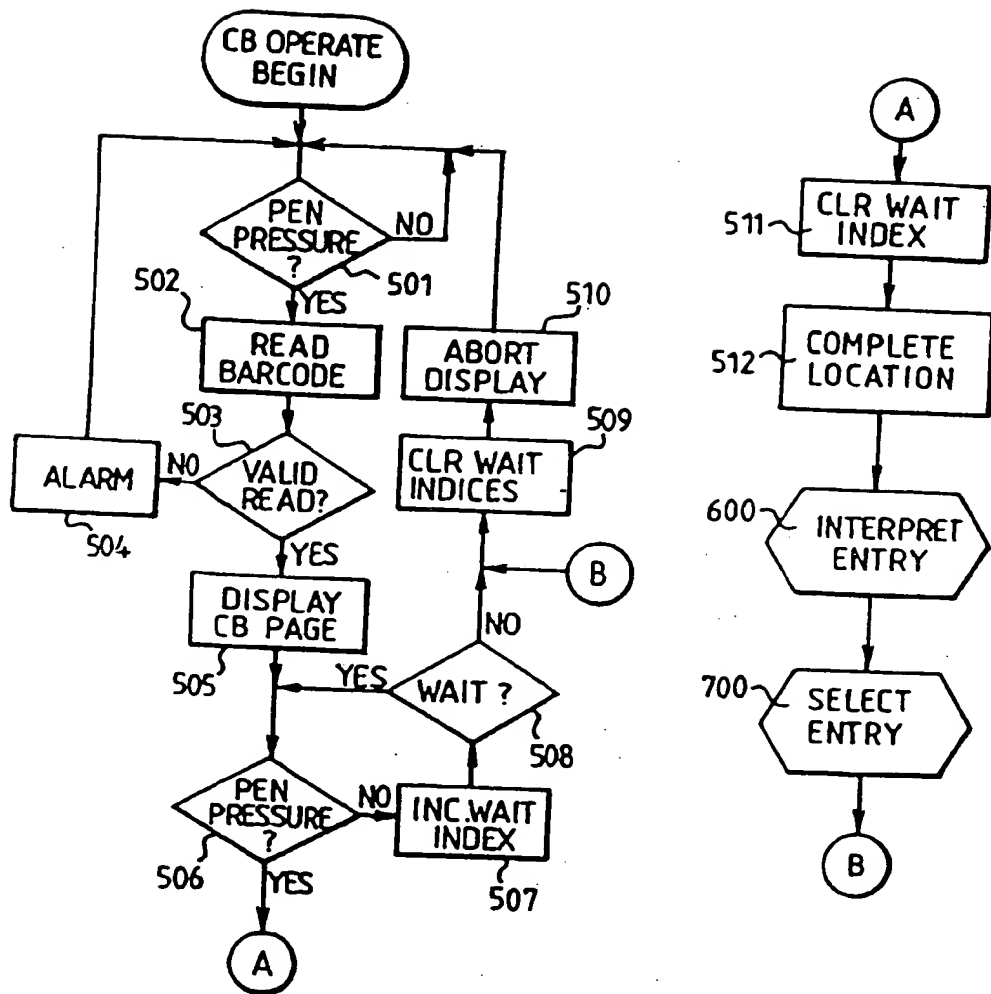 CB OPERATE
BEGIN
PEN
PRESSURE
?
NO
501
YES
502
READ
BARCODE
503
VALID
READ?
NO
ALARM
504
YES
DISPLAY
CB PAGE
505
PEN
PRESSURE
?
506
NO
YES
A
INC.WAIT
INDEX
507
WAIT ?
508
YES
NO
B
CLR WAIT
INDICES
509
ABORT
DISPLAY
510
A
511
CLR WAIT
INDEX
512
COMPLETE
LOCATION
600
INTERPRET
ENTRY
700
SELECT
ENTRY
B